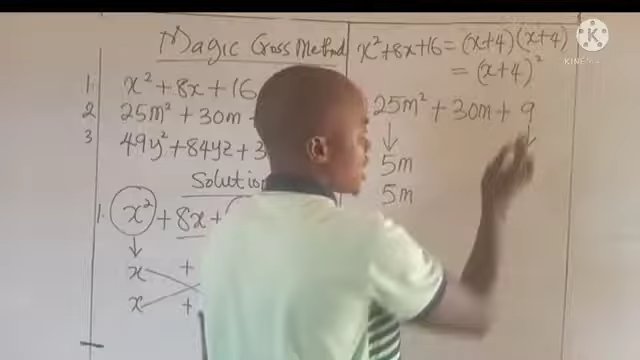 Magic Cross Method
1. x² + 8x + 16
2 25m² + 30m +
3 49y² + 84yz + 3
Solution
1. x² + 8x +
x +
x +
x² + 8x + 16 = (x+4)(x+4)
= (x+4)²
25m² + 30m + 9
5m
5m
KINEMASTER